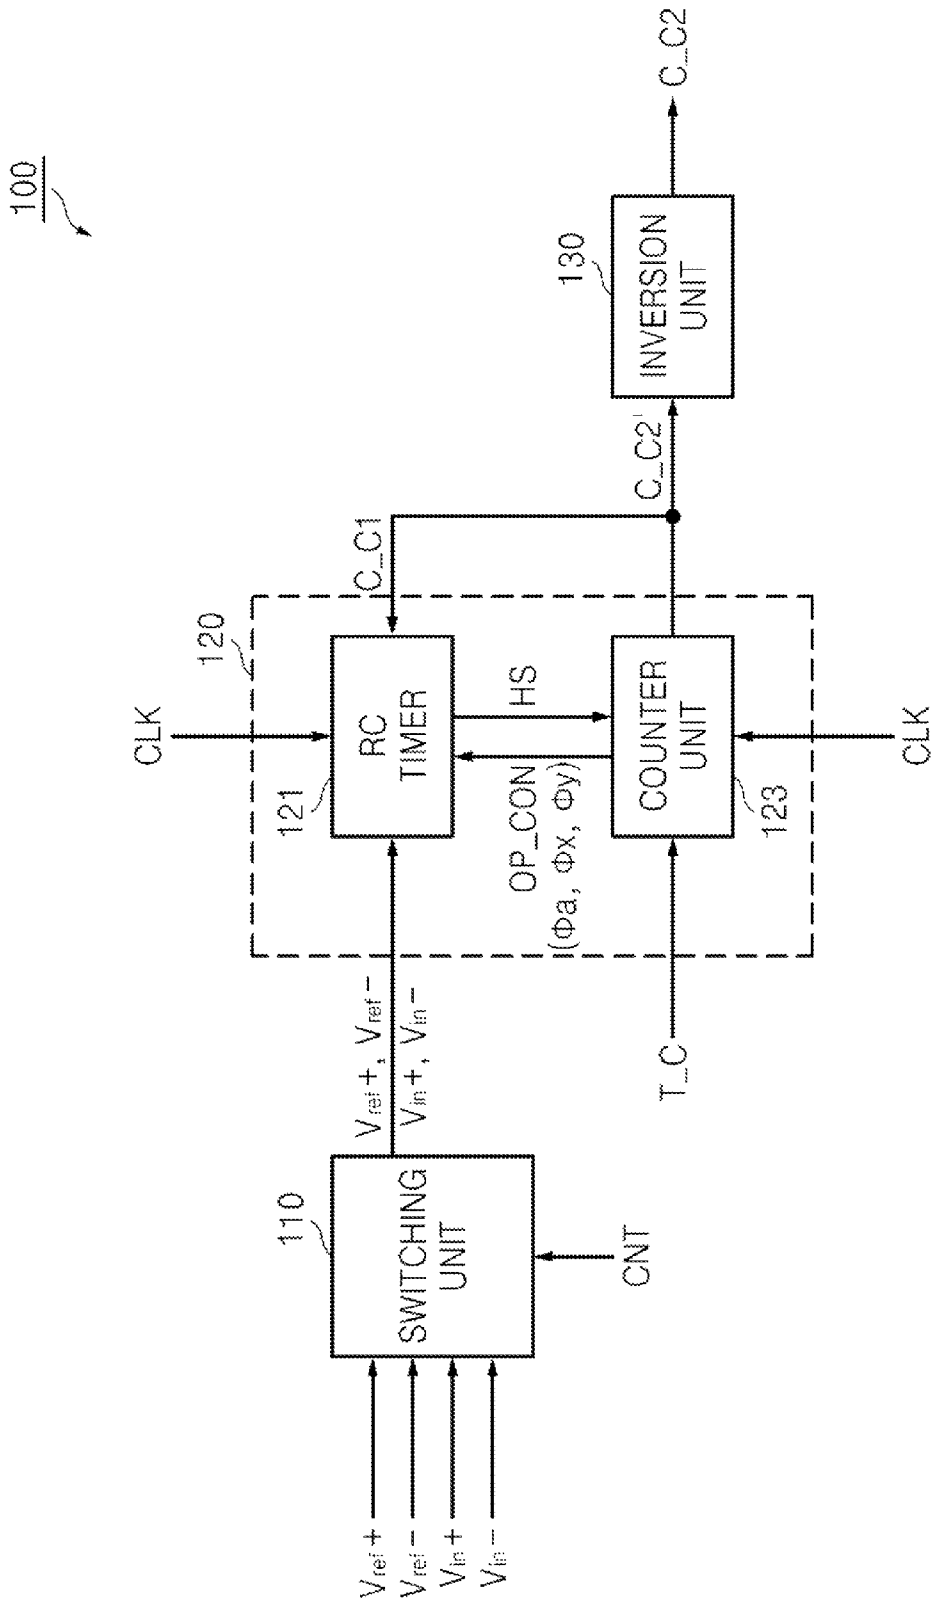 100
CLK
120
121
RC
TIMER
C_C1
HS
OP_CON
(Φa, Φx, Φy)
110
SWITCHING
UNIT
Vref+
Vref-
Vin+
Vin-
CNT
Vref+, Vref-
Vin+, Vin-
T_C
COUNTER
UNIT
123
CLK
C_C2'
130
INVERSION
UNIT
C_C2